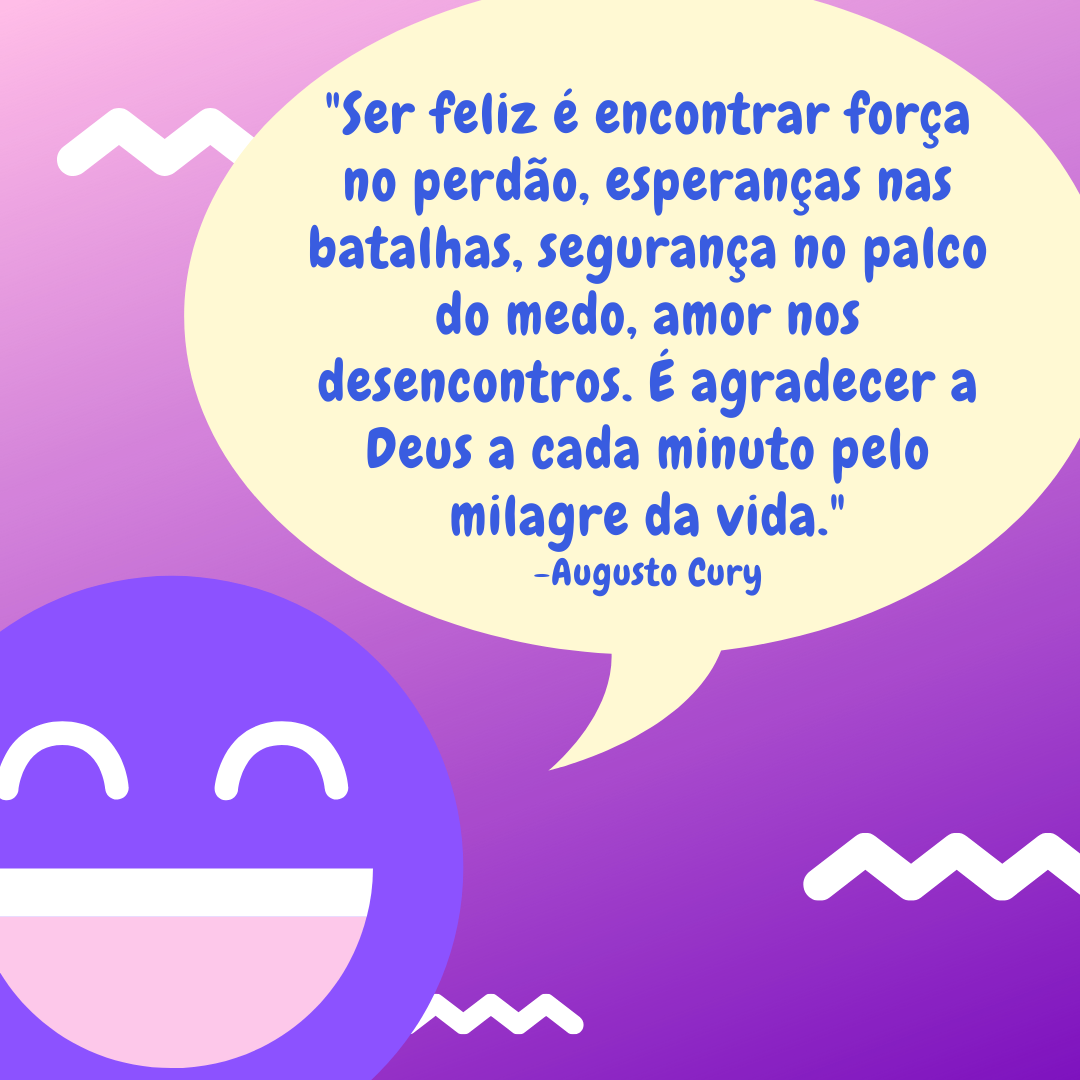 "Ser feliz é encontrar força
no perdão, esperanças nas
batalhas, segurança no palco
do medo, amor nos
desencontros. É agradecer a
Deus a cada minuto pelo
milagre da vida."
-Augusto Cury